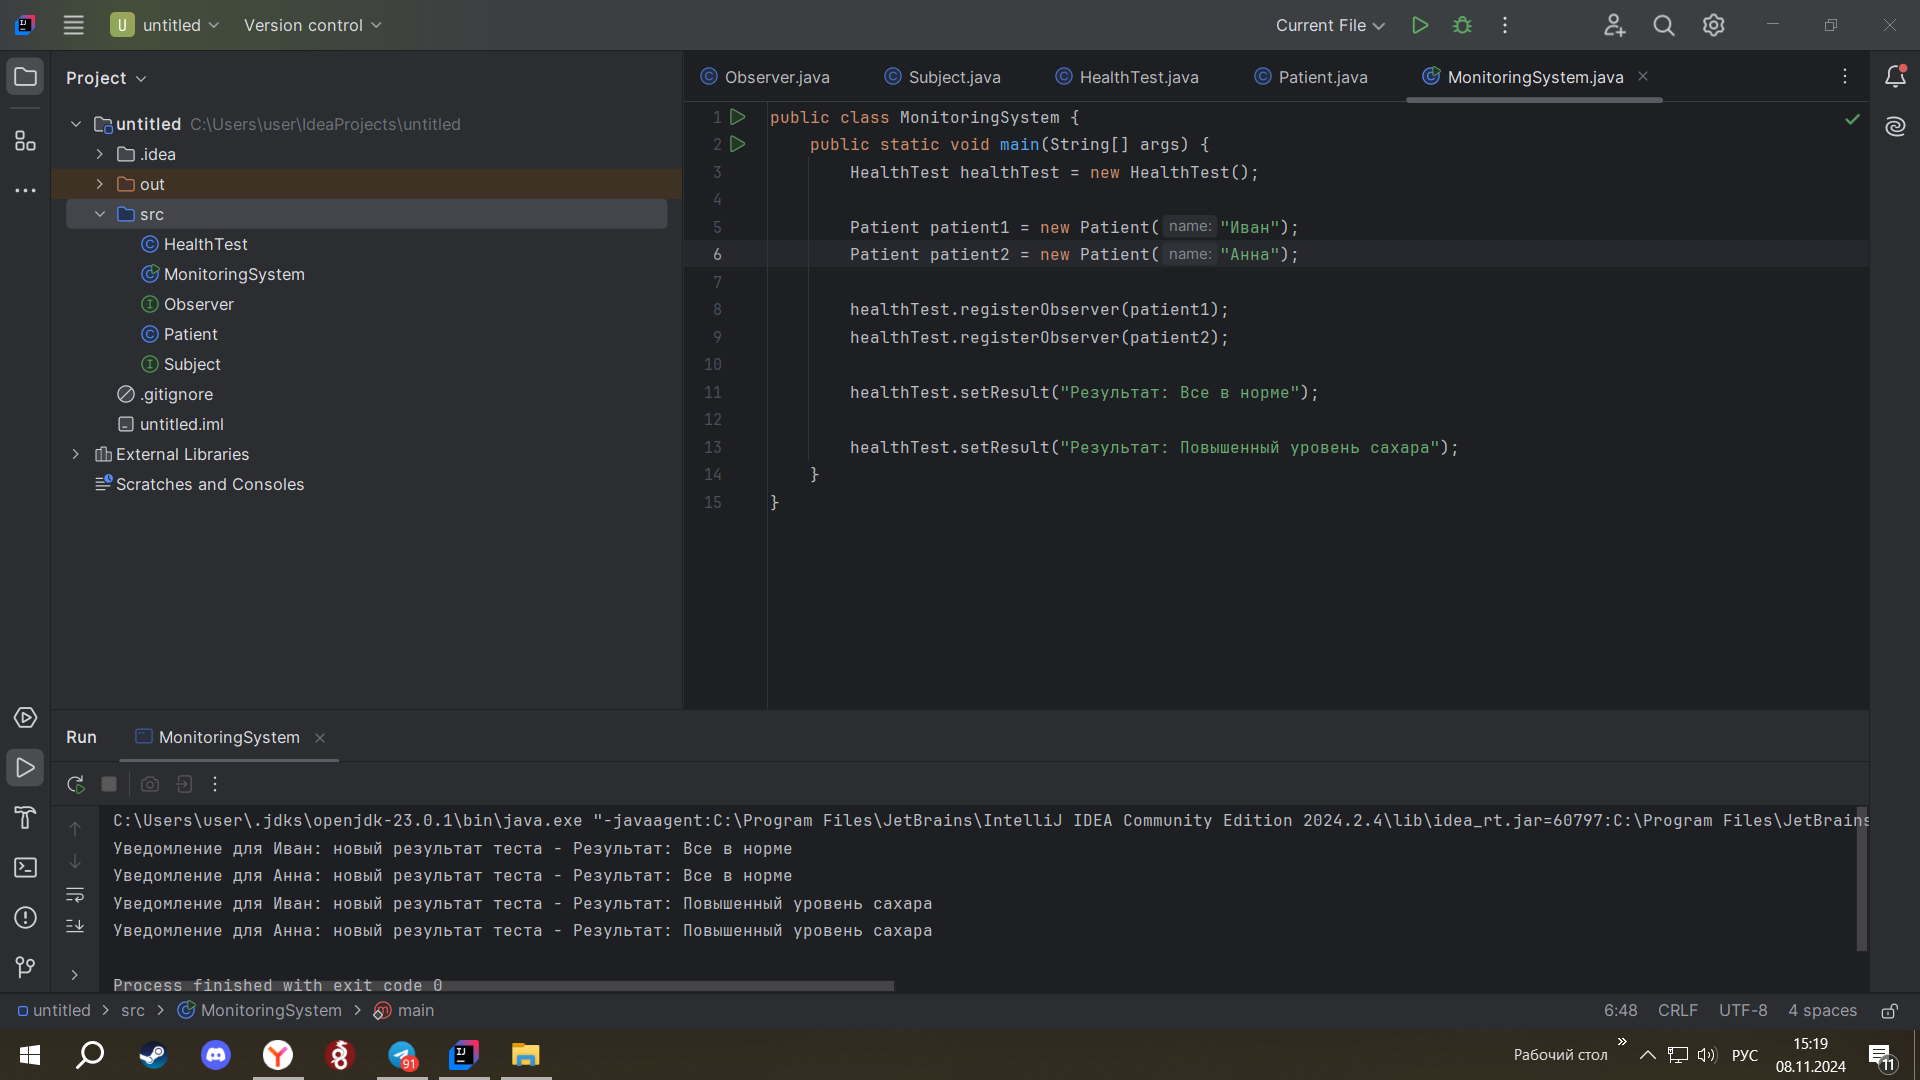 U untitled Version control Current File
Project
untitled C:\Users\user\IdeaProjects\untitled
.idea
out
src
HealthTest
MonitoringSystem
Observer
Patient
Subject
.gitignore
untitled.iml
External Libraries
Scratches and Consoles
Observer.java Subject.java HealthTest.java Patient.java MonitoringSystem.java
1 public class MonitoringSystem {
2 public static void main(String[] args) {
3 HealthTest healthTest = new HealthTest();
4
5 Patient patient1 = new Patient( name: "Иван");
6 Patient patient2 = new Patient( name: "Анна");
7
8 healthTest.registerObserver(patient1);
9 healthTest.registerObserver(patient2);
10
11 healthTest.setResult("Результат: Все в норме");
12
13 healthTest.setResult("Результат: Повышенный уровень сахара");
14 }
15 }
Run MonitoringSystem
C:\Users\user\.jdks\openjdk-23.0.1\bin\java.exe "-javaagent:C:\Program Files\JetBrains\IntelliJ IDEA Community Edition 2024.2.4\lib\idea_rt.jar=60797:C:\Program Files\JetBrains
Уведомление для Иван: новый результат теста - Результат: Все в норме
Уведомление для Анна: новый результат теста - Результат: Все в норме
Уведомление для Иван: новый результат теста - Результат: Повышенный уровень сахара
Уведомление для Анна: новый результат теста - Результат: Повышенный уровень сахара
Process finished with exit code 0
untitled src MonitoringSystem main 6:48 CRLF UTF-8 4 spaces
91 Рабочий стол РУС 15:19
08.11.2024 11